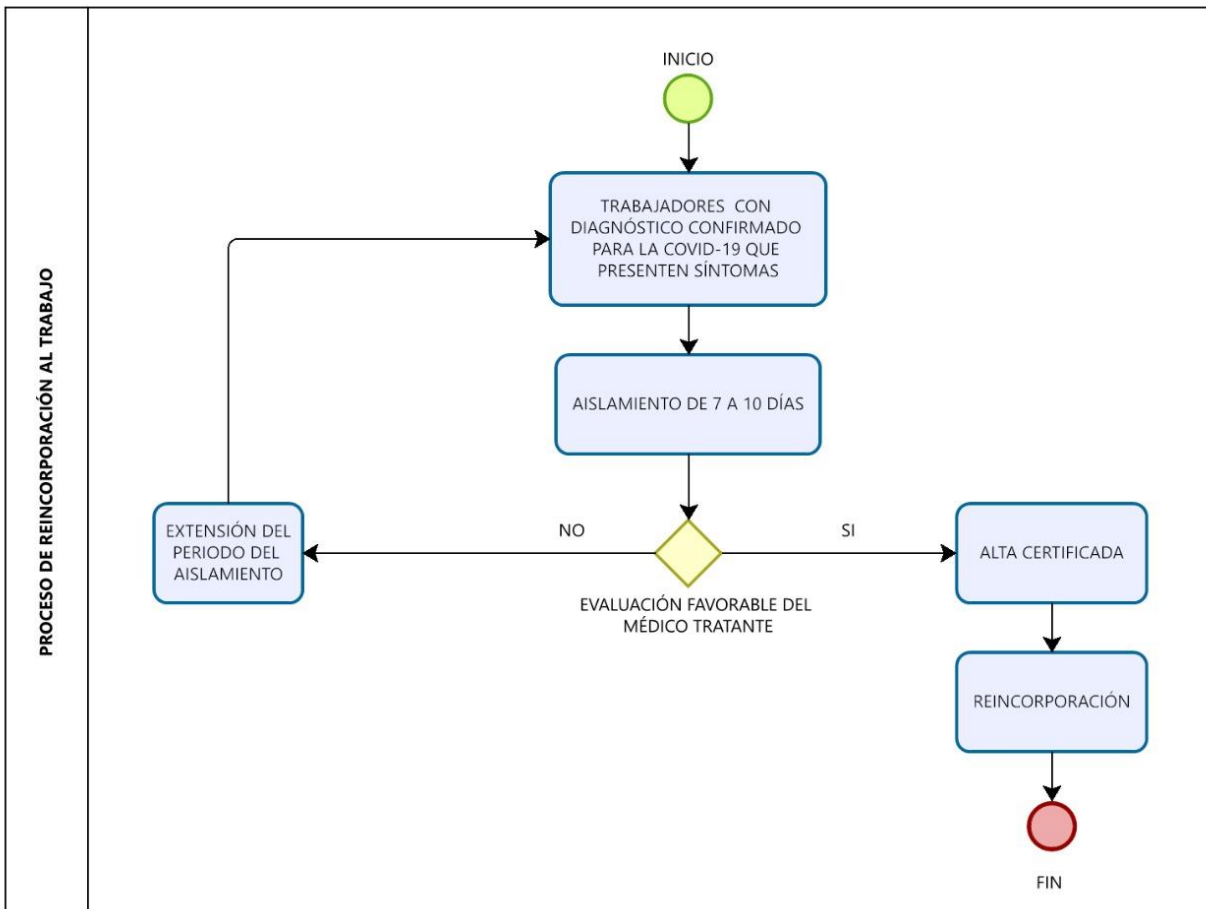 PROCESO DE REINCORPORACIÓN AL TRABAJO
INICIO
TRABAJADORES CON
DIAGNÓSTICO CONFIRMADO
PARA LA COVID-19 QUE
PRESENTEN SÍNTOMAS
AISLAMIENTO DE 7 A 10 DÍAS
EXTENSIÓN DEL
PERIODO DEL
AISLAMIENTO
NO
SI
EVALUACIÓN FAVORABLE DEL
MÉDICO TRATANTE
ALTA CERTIFICADA
REINCORPORACIÓN
FIN